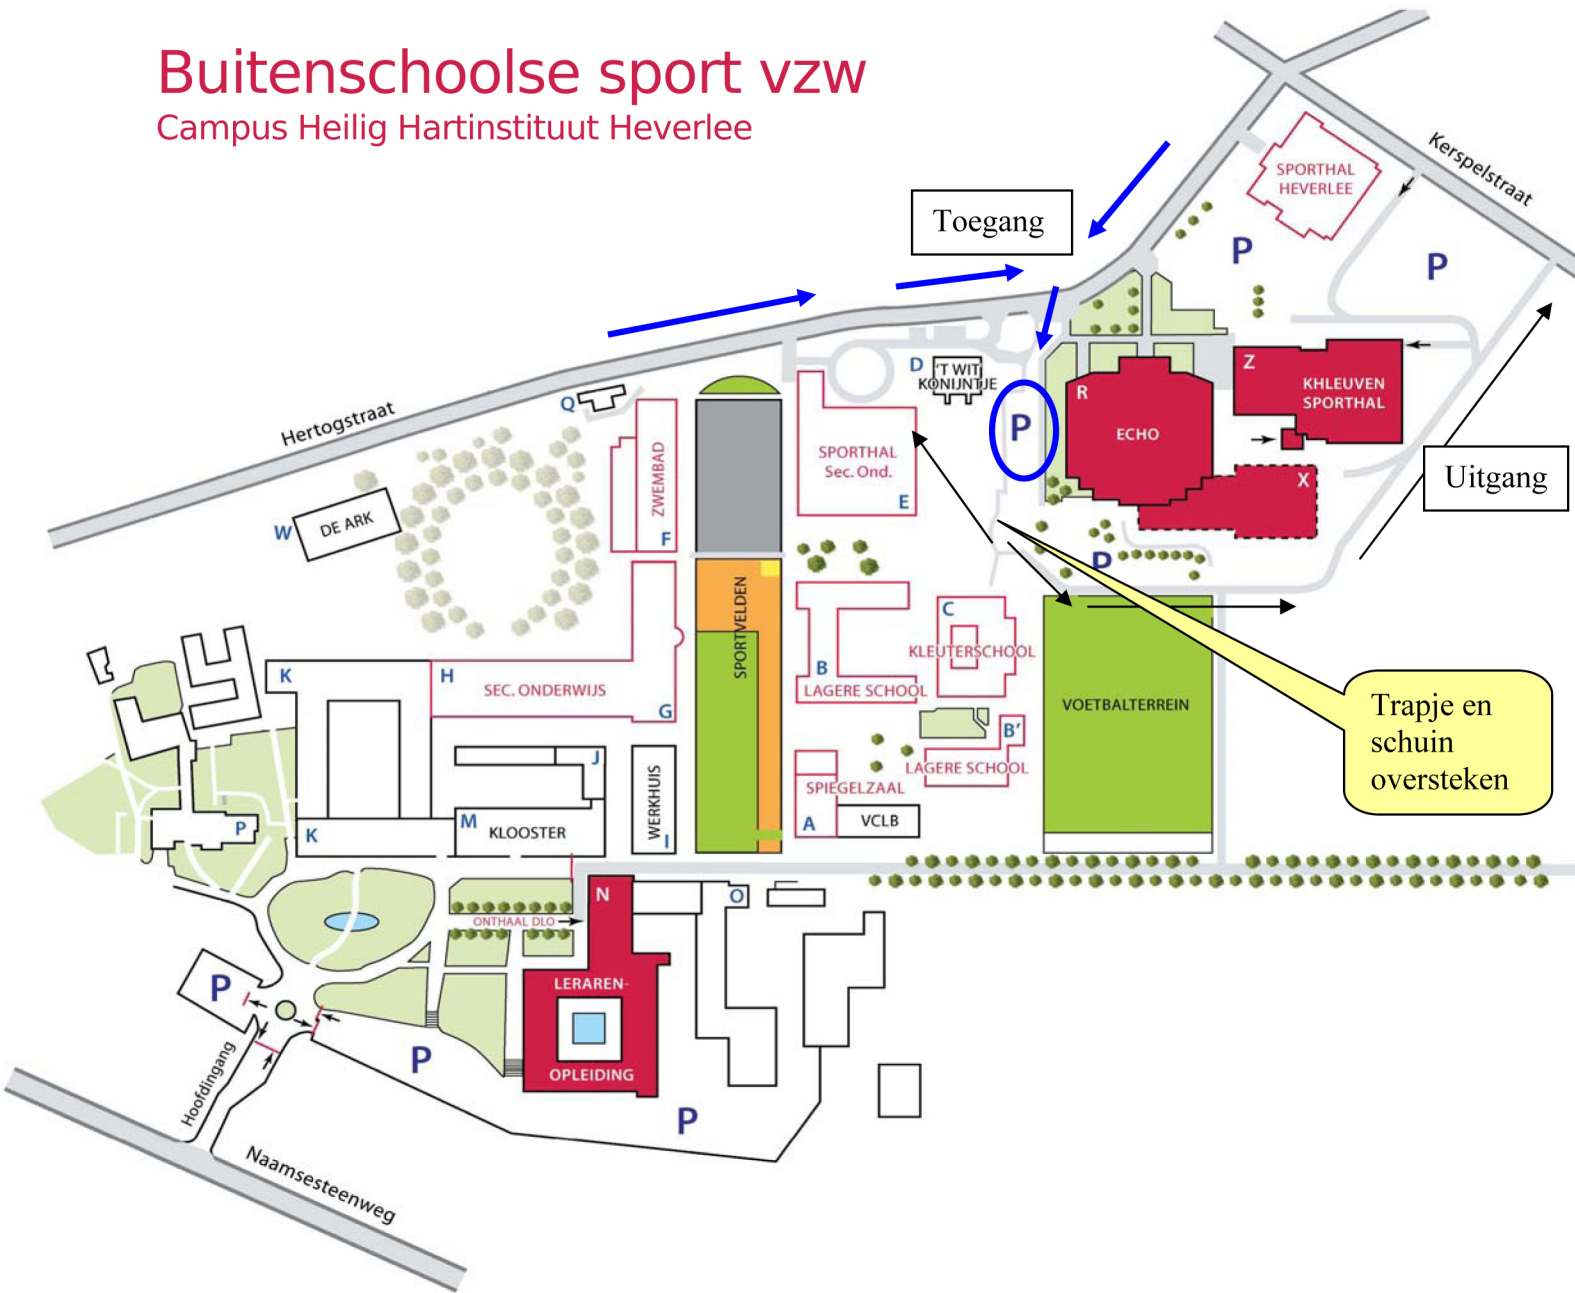 Buitenschoolse sport vzw
Campus Heilig Hartinstituut Heverlee
Kerspelstraat
SPORTHAL
HEVERLEE
Toegang
P
P
Hertogstraat
Q
D
'T WIT
KONIJNTJE
Z
KHLEUVEN
SPORTHAL
R
ECHO
P
SPORTHAL
Sec. Ond.
E
ZWEMBAD
F
W
DE ARK
X
Uitgang
P
SPORTVELDEN
C
KLEUTERSCHOOL
B
LAGERE SCHOOL
K
H
SEC. ONDERWIJS
G
VOETBALTERREIN
Trapje en
schuin
oversteken
B'
LAGERE SCHOOL
J
WERKHUIS
I
SPIEGELZAAL
A
VCLB
P
K
M
KLOOSTER
N
O
ONTHAAL DLO
LERAREN-
OPLEIDING
P
P
P
Hoofdingang
Naamsesteenweg